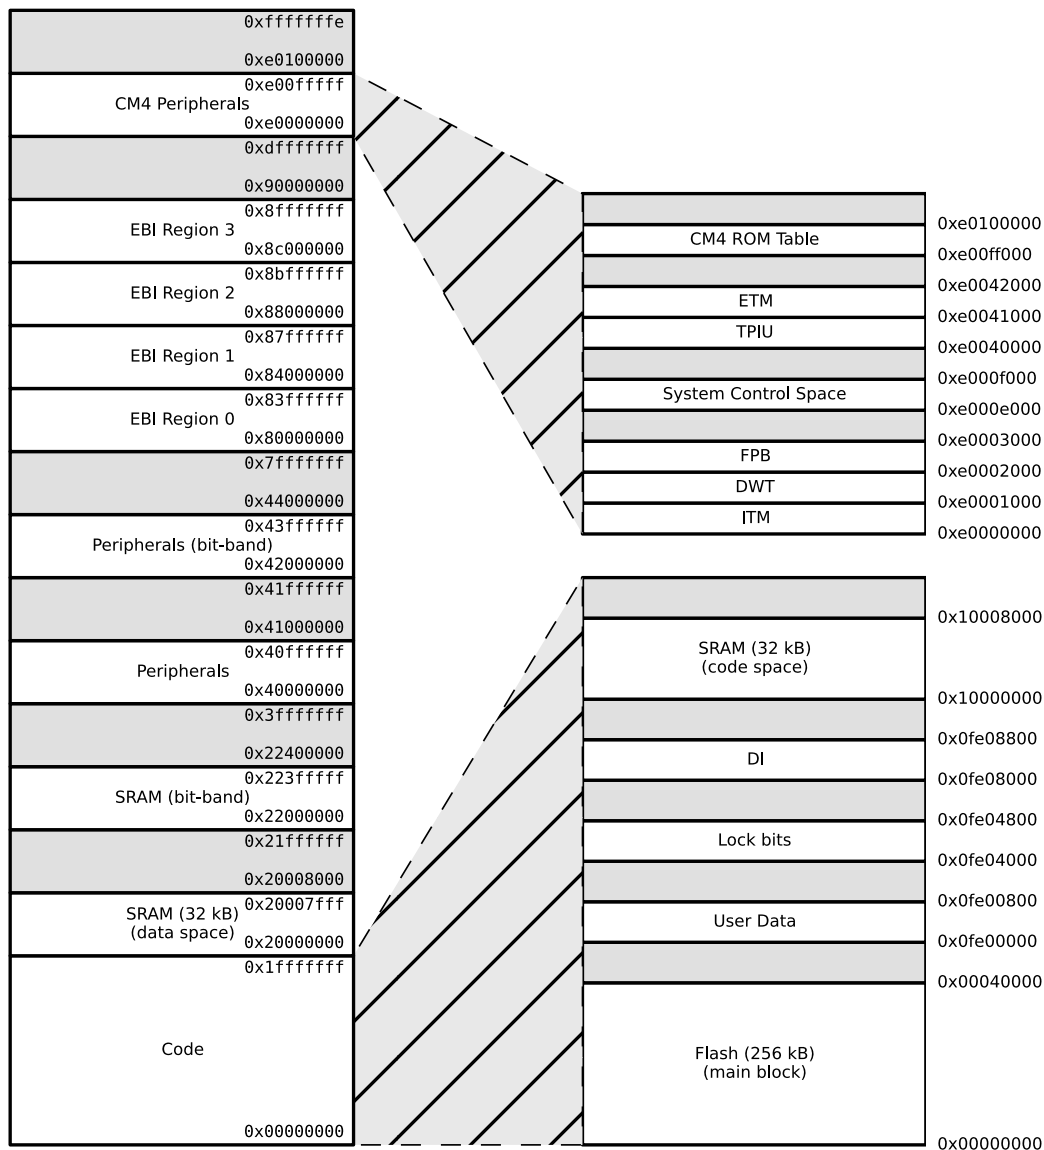 0xfffffffe
0xe0100000
0xe00fffff
CM4 Peripherals
0xe0000000
0xdfffffff
0x90000000
0x8fffffff
EBI Region 3
0x8c000000
0x8bffffff
EBI Region 2
0x88000000
0x87ffffff
EBI Region 1
0x84000000
0x83ffffff
EBI Region 0
0x80000000
0x7fffffff
0x44000000
0x43ffffff
Peripherals (bit-band)
0x42000000
0x41ffffff
0x41000000
0x40ffffff
Peripherals
0x40000000
0x3fffffff
0x22400000
0x223fffff
SRAM (bit-band)
0x22000000
0x21ffffff
0x20008000
0x20007fff
SRAM (32 kB)
(data space)
0x20000000
0x1fffffff
Code
0x00000000
0xe0100000
CM4 ROM Table
0xe00ff000
0xe0042000
ETM
0xe0041000
TPIU
0xe0040000
0xe000f000
System Control Space
0xe000e000
0xe0003000
FPB
0xe0002000
DWT
0xe0001000
ITM
0xe0000000
0x10008000
SRAM (32 kB)
(code space)
0x10000000
0x0fe08800
DI
0x0fe08000
0x0fe04800
Lock bits
0x0fe04000
0x0fe00800
User Data
0x0fe00000
0x00040000
Flash (256 kB)
(main block)
0x00000000